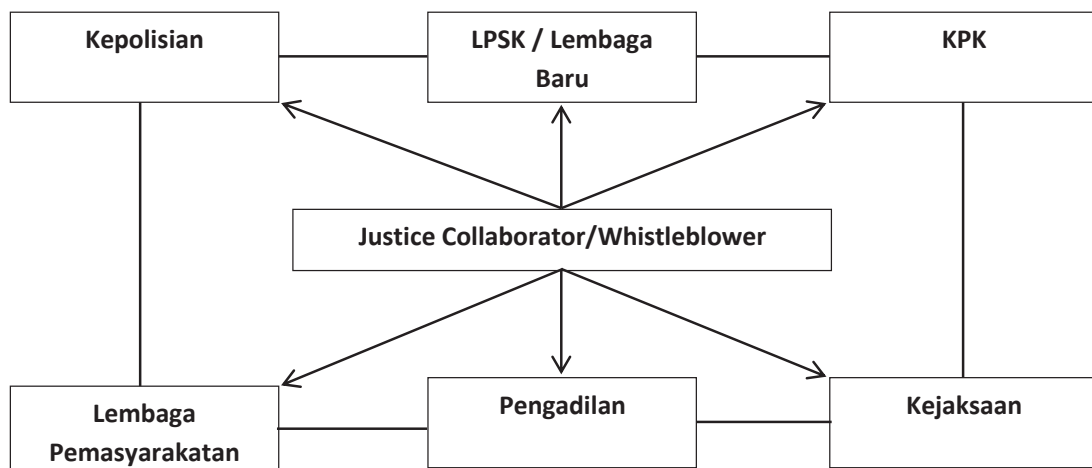 Kepolisian
LPSK / Lembaga
Baru
KPK
Justice Collaborator/Whistleblower
Lembaga
Pemasyarakatan
Pengadilan
Kejaksaan